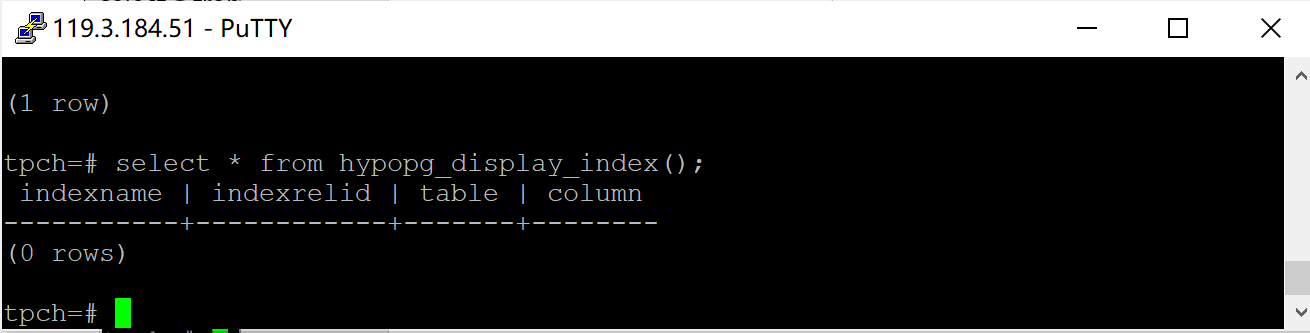 119.3.184.51 - PuTTY
(1 row)
tpch=# select * from hypopg_display_index();
 indexname | indexrelid | table | column
-----------+------------+-------+--------
(0 rows)
tpch=#